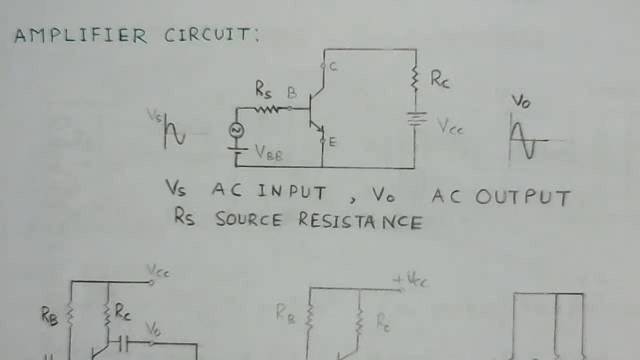 AMPLIFIER CIRCUIT:
C
Rs B
Rc
Vo
Vs
VBB
E
Vcc
Vs AC INPUT, Vo AC OUTPUT
Rs SOURCE RESISTANCE
Vcc
+Vcc
RB
Rc
Vo
RB
Rc